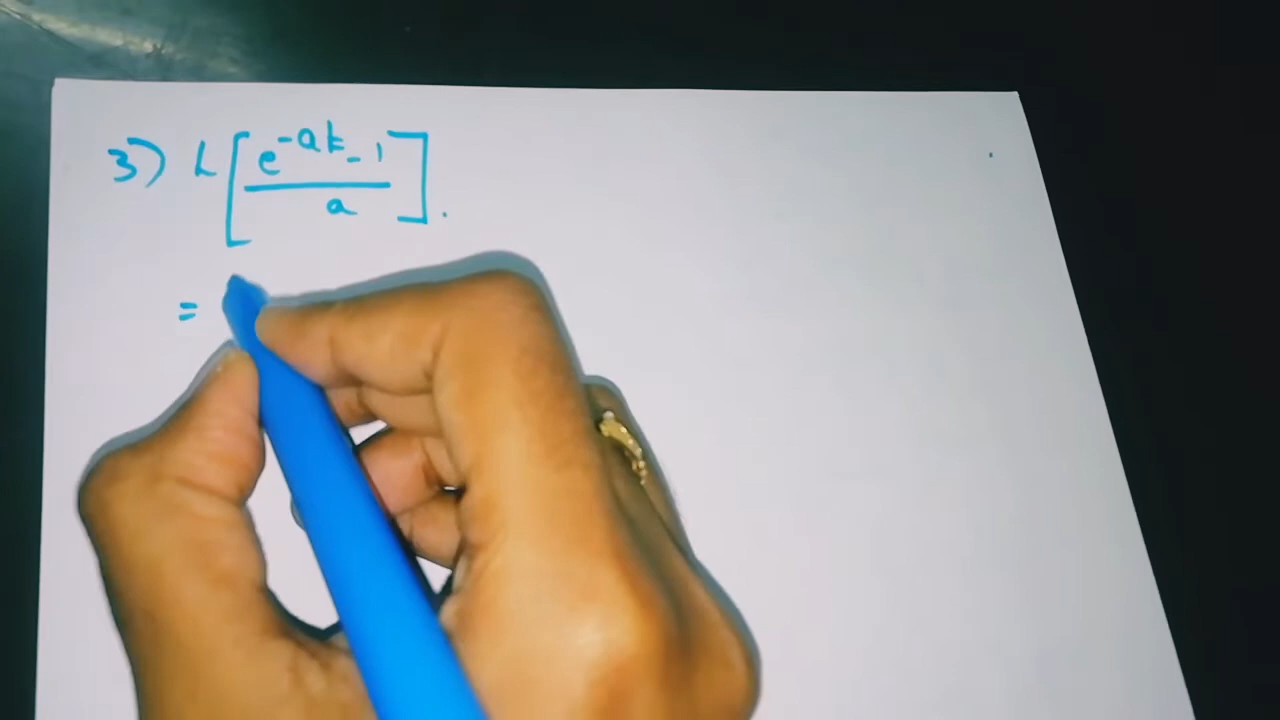 3) L[e^{-at} - 1 / a].
=